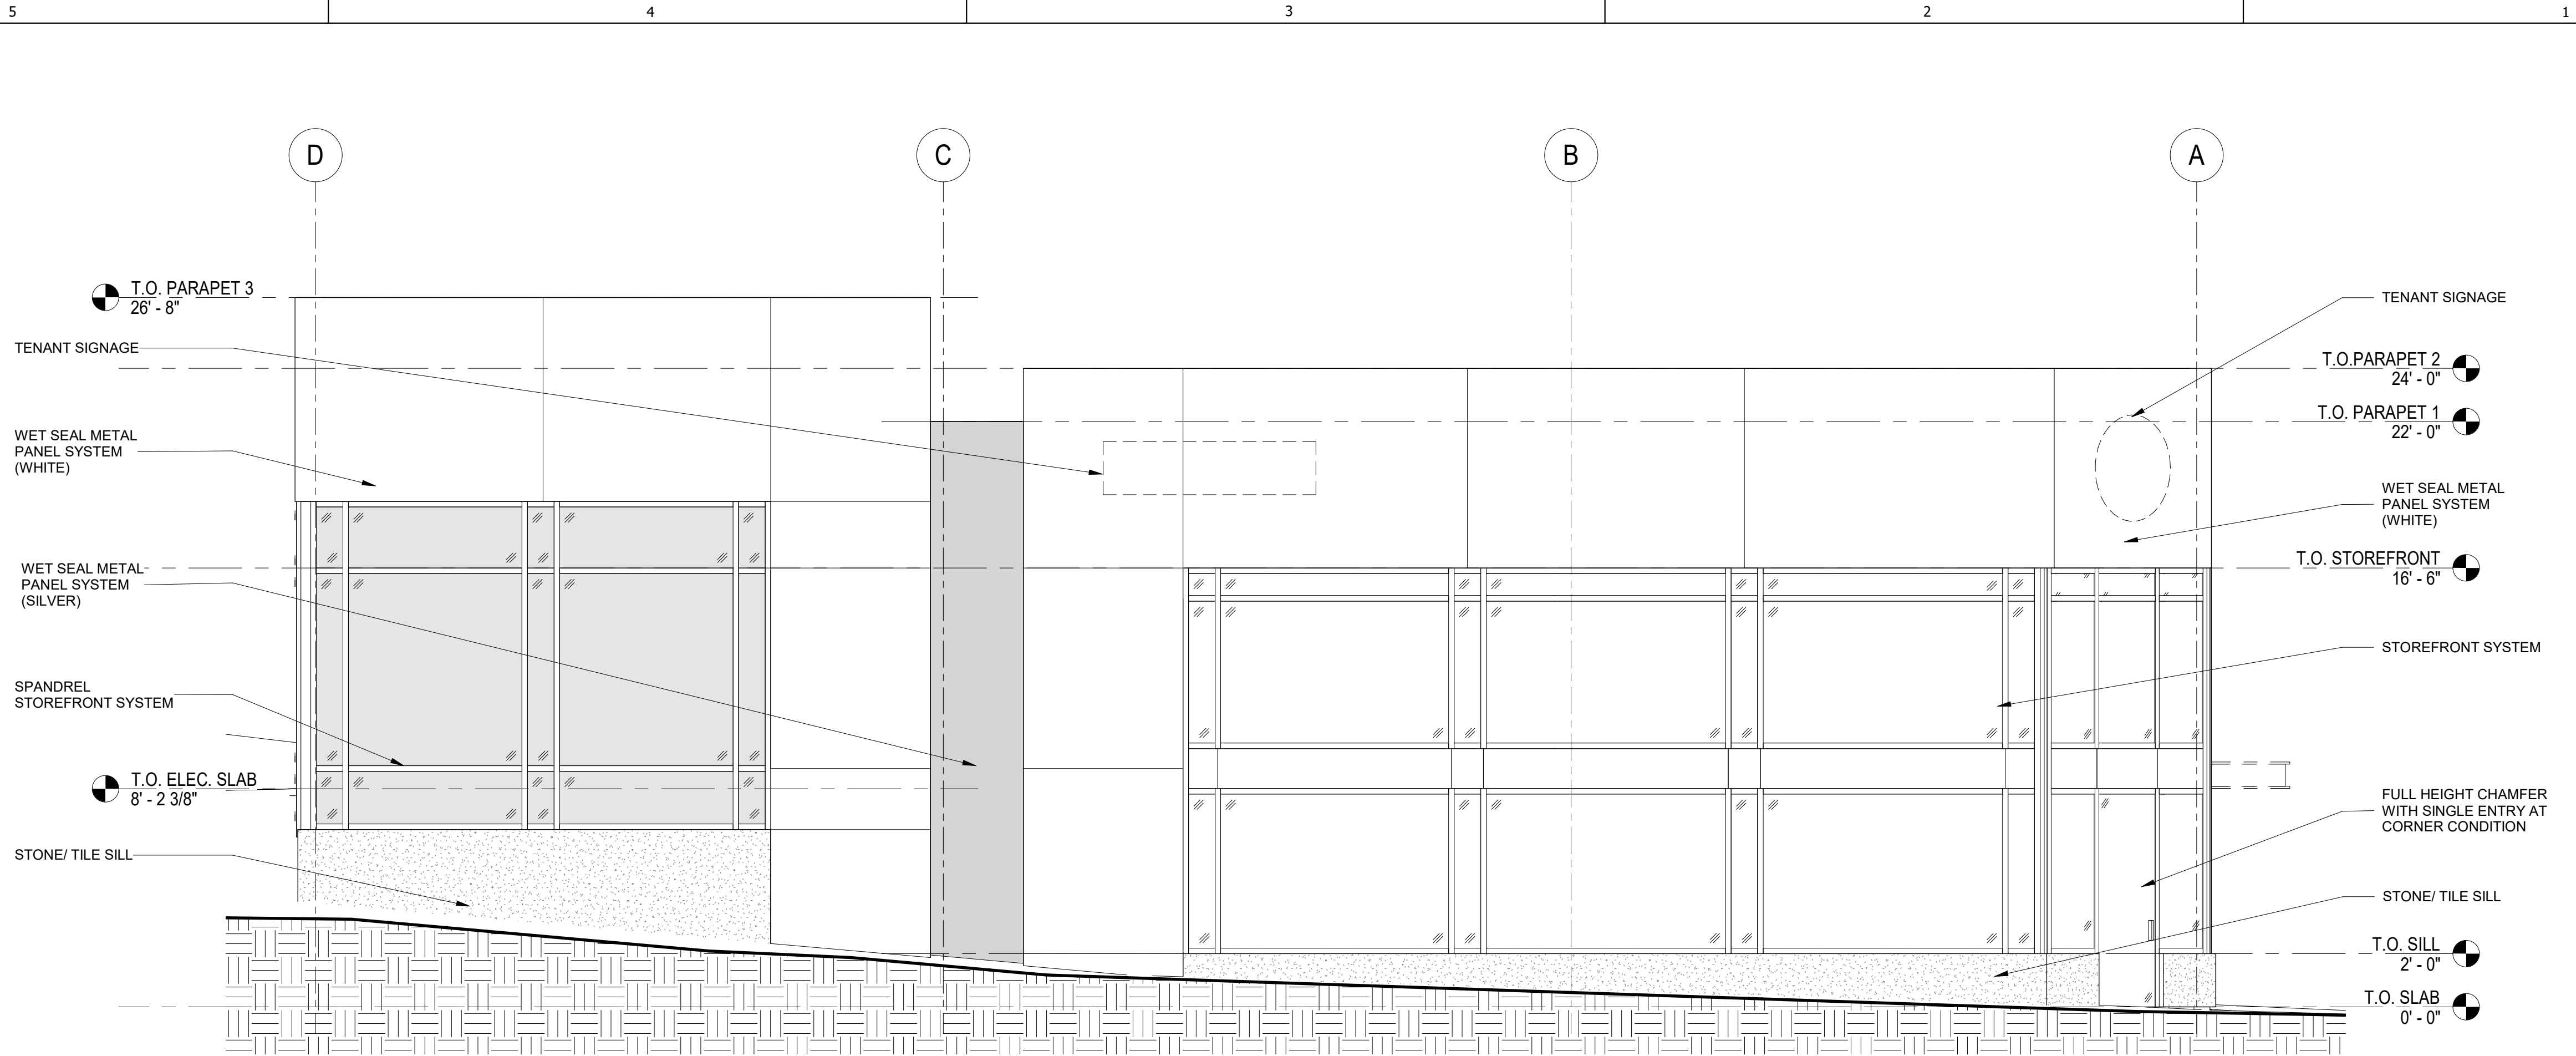 5 4 3 2 1
D C B A
T.O. PARAPET 3
26' - 8"
TENANT SIGNAGE
WET SEAL METAL
PANEL SYSTEM
(WHITE)
WET SEAL METAL
PANEL SYSTEM
(SILVER)
SPANDREL
STOREFRONT SYSTEM
T.O. ELEC. SLAB
8' - 2 3/8"
STONE/ TILE SILL
TENANT SIGNAGE
T.O.PARAPET 2
24' - 0"
T.O. PARAPET 1
22' - 0"
WET SEAL METAL
PANEL SYSTEM
(WHITE)
T.O. STOREFRONT
16' - 6"
STOREFRONT SYSTEM
FULL HEIGHT CHAMFER
WITH SINGLE ENTRY AT
CORNER CONDITION
STONE/ TILE SILL
T.O. SILL
2' - 0"
T.O. SLAB
0' - 0"